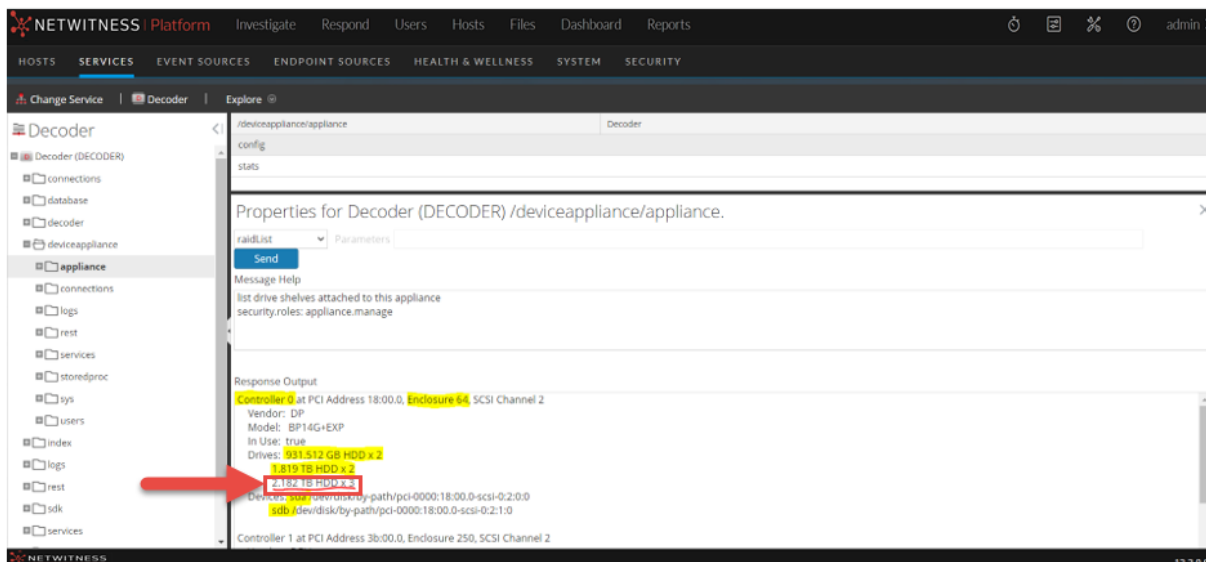 NETWITNESS Platform Investigate Respond Users Hosts Files Dashboard Reports admin
HOSTS SERVICES EVENT SOURCES ENDPOINT SOURCES HEALTH & WELLNESS SYSTEM SECURITY
Change Service Decoder Explore
Decoder
Decoder (DECODER)
connections
database
decoder
deviceappliance
appliance
connections
logs
rest
services
storedproc
sys
users
index
logs
rest
sdk
services
/deviceappliance/appliance Decoder
config
stats
Properties for Decoder (DECODER) /deviceappliance/appliance.
raidList Parameters
Send
Message Help
list drive shelves attached to this appliance
security.roles: appliance.manage
Response Output
Controller 0 at PCI Address 18:00.0, Enclosure 64, SCSI Channel 2
Vendor: DP
Model: BP14G+EXP
In Use: true
Drives: 931.512 GB HDD x 2
1.819 TB HDD x 2
2.182 TB HDD x 3
Devices: sda /dev/disk/by-path/pci-0000:18:00.0-scsi-0:2:0:0
sdb /dev/disk/by-path/pci-0000:18:00.0-scsi-0:2:1:0
Controller 1 at PCI Address 3b:00.0, Enclosure 250, SCSI Channel 2
NETWITNESS